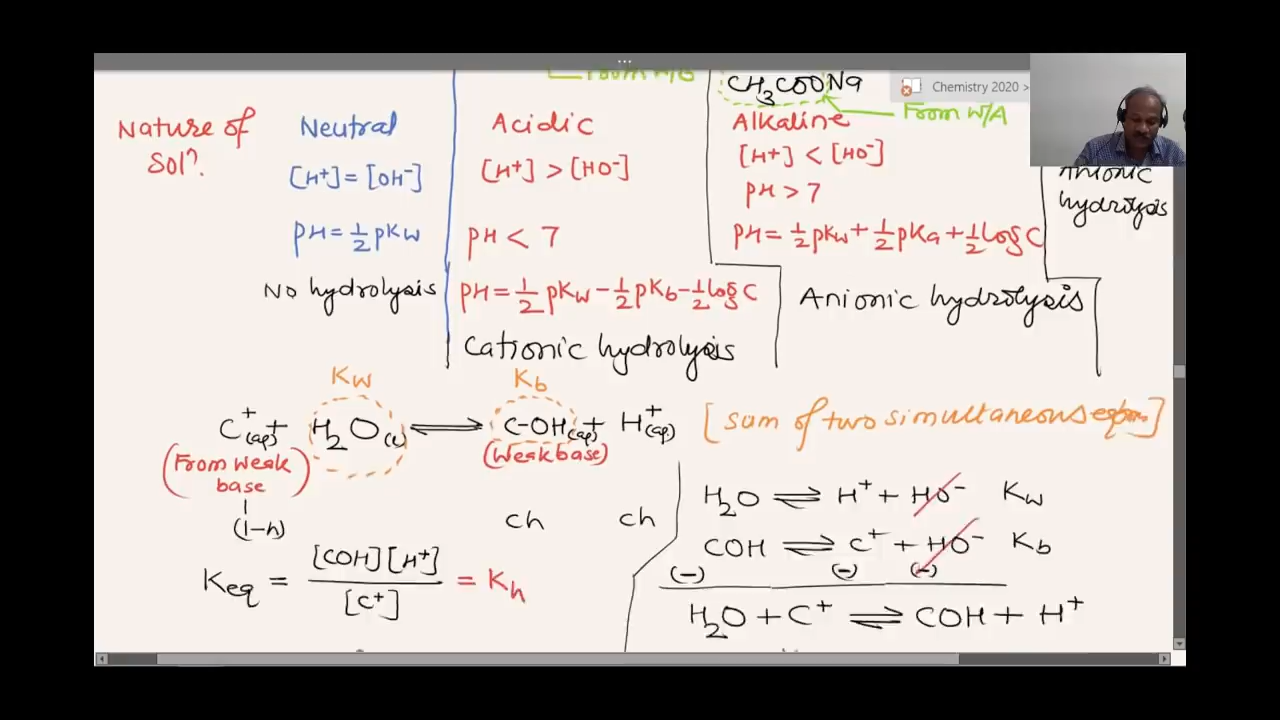 ...
CH₃COONa
Chemistry 2020 >
From W/A
Nature of
Sol?
Neutral
[H⁺] = [OH⁻]
pH = ½ pKw
No hydrolysis
Acidic
[H⁺] > [HO⁻]
pH < 7
pH = ½ pKw − ½ pKb − ½ log C
Cationic hydrolysis
Alkaline
[H⁺] < [HO⁻]
pH > 7
pH = ½ pKw + ½ pKa + ½ log C
Anionic hydrolysis
Anionic
hydrolysis
Kw Kb
C⁺(aq) + H₂O(l) ⇌ C-OH(aq) + H⁺(aq)
(From weak
base)
(Weak base)
[sum of two simultaneous
(1-h) ch ch
Keq = [COH][H⁺] / [C⁺] = Kh
H₂O ⇌ H⁺ + HO⁻ Kw
COH ⇌ C⁺ + HO⁻ Kb
(−) (−) (−)
H₂O + C⁺ ⇌ COH + H⁺